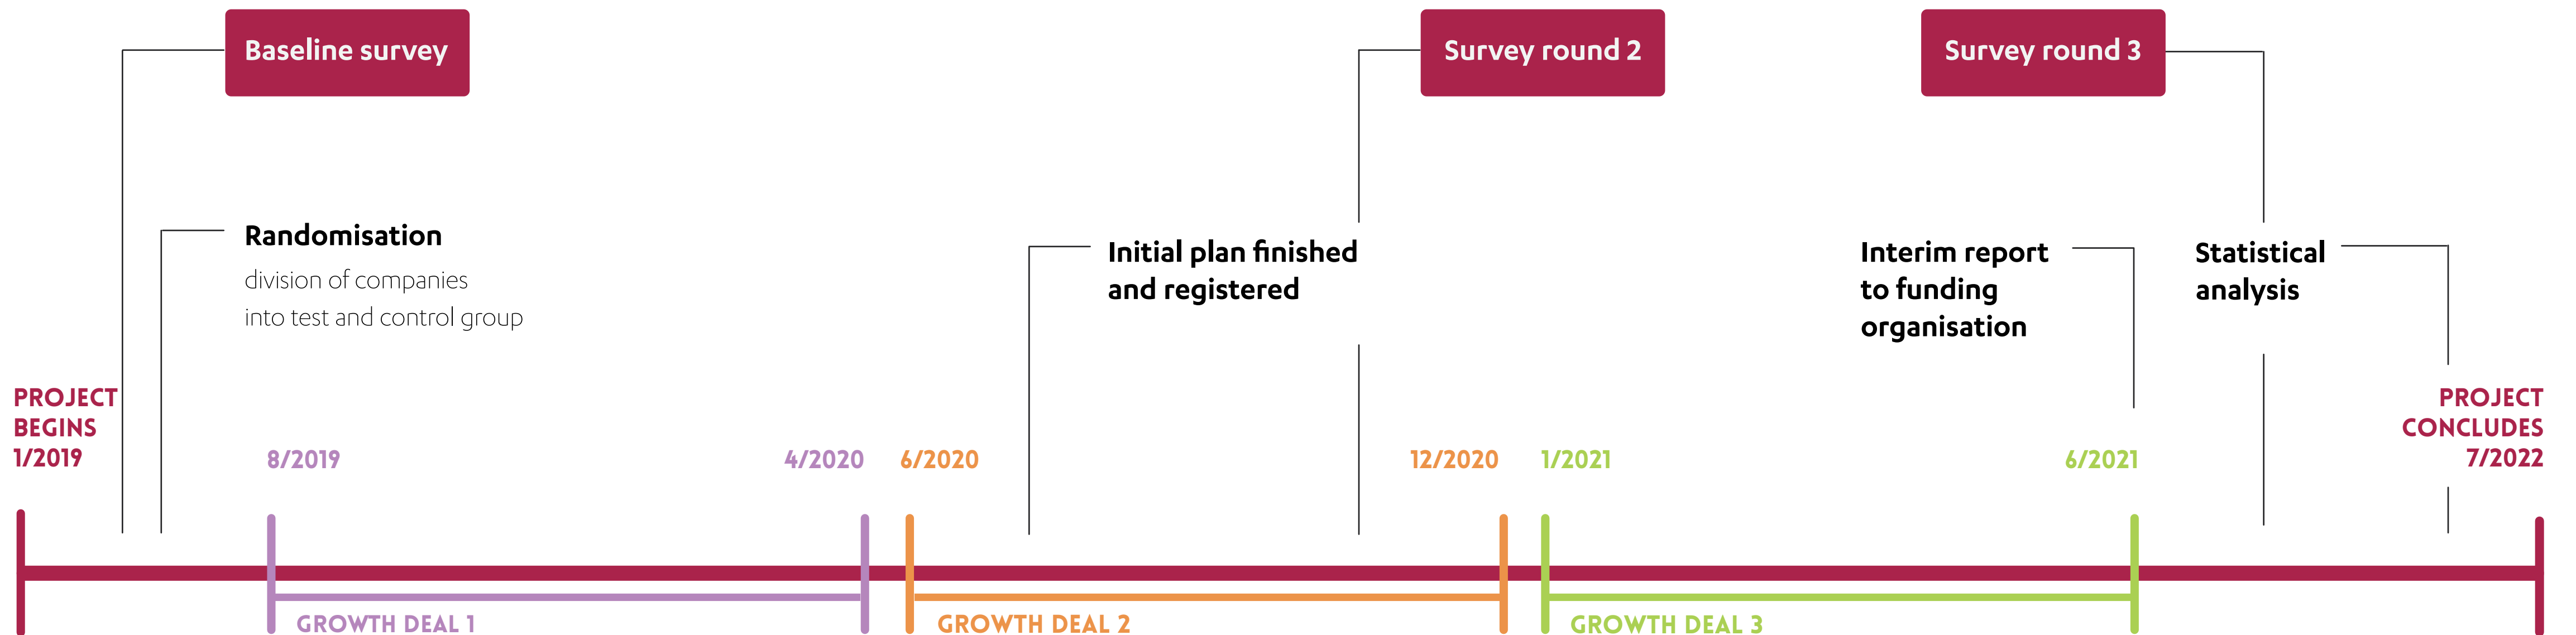 Baseline survey
Survey round 2
Survey round 3
Randomisation
division of companies
into test and control group
Initial plan finished
and registered
Interim report
to funding
organisation
Statistical
analysis
PROJECT
BEGINS
1/2019
8/2019
4/2020
6/2020
12/2020
1/2021
6/2021
PROJECT
CONCLUDES
7/2022
GROWTH DEAL 1
GROWTH DEAL 2
GROWTH DEAL 3